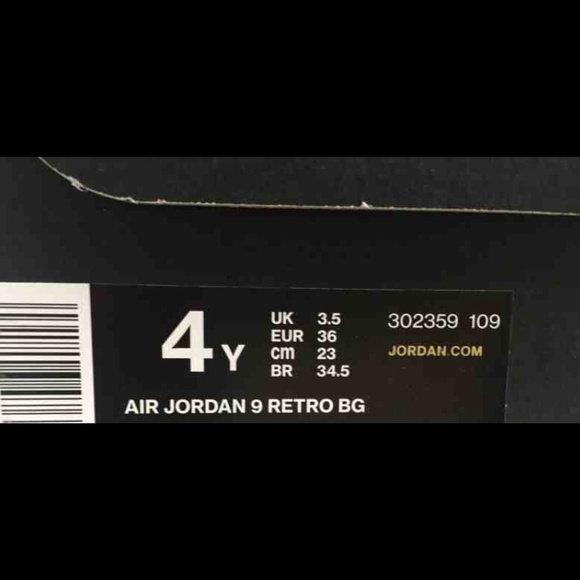 4Y
UK 3.5
EUR 36
cm 23
BR 34.5
302359 109
JORDAN.COM
AIR JORDAN 9 RETRO BG